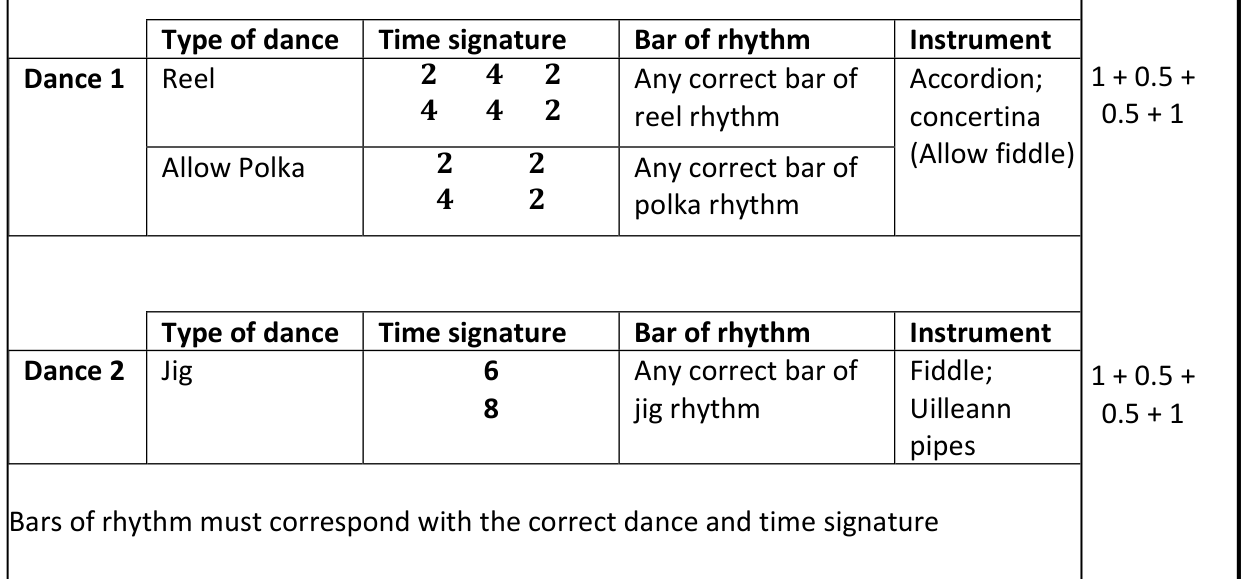 Type of dance Time signature Bar of rhythm Instrument
Dance 1 Reel 2 4 2 Any correct bar of Accordion; 1 + 0.5 +
4 4 2 reel rhythm concertina 0.5 + 1
(Allow fiddle)
Allow Polka 2 2 Any correct bar of
4 2 polka rhythm
Type of dance Time signature Bar of rhythm Instrument
Dance 2 Jig 6 Any correct bar of Fiddle; 1 + 0.5 +
8 jig rhythm Uilleann 0.5 + 1
pipes
Bars of rhythm must correspond with the correct dance and time signature